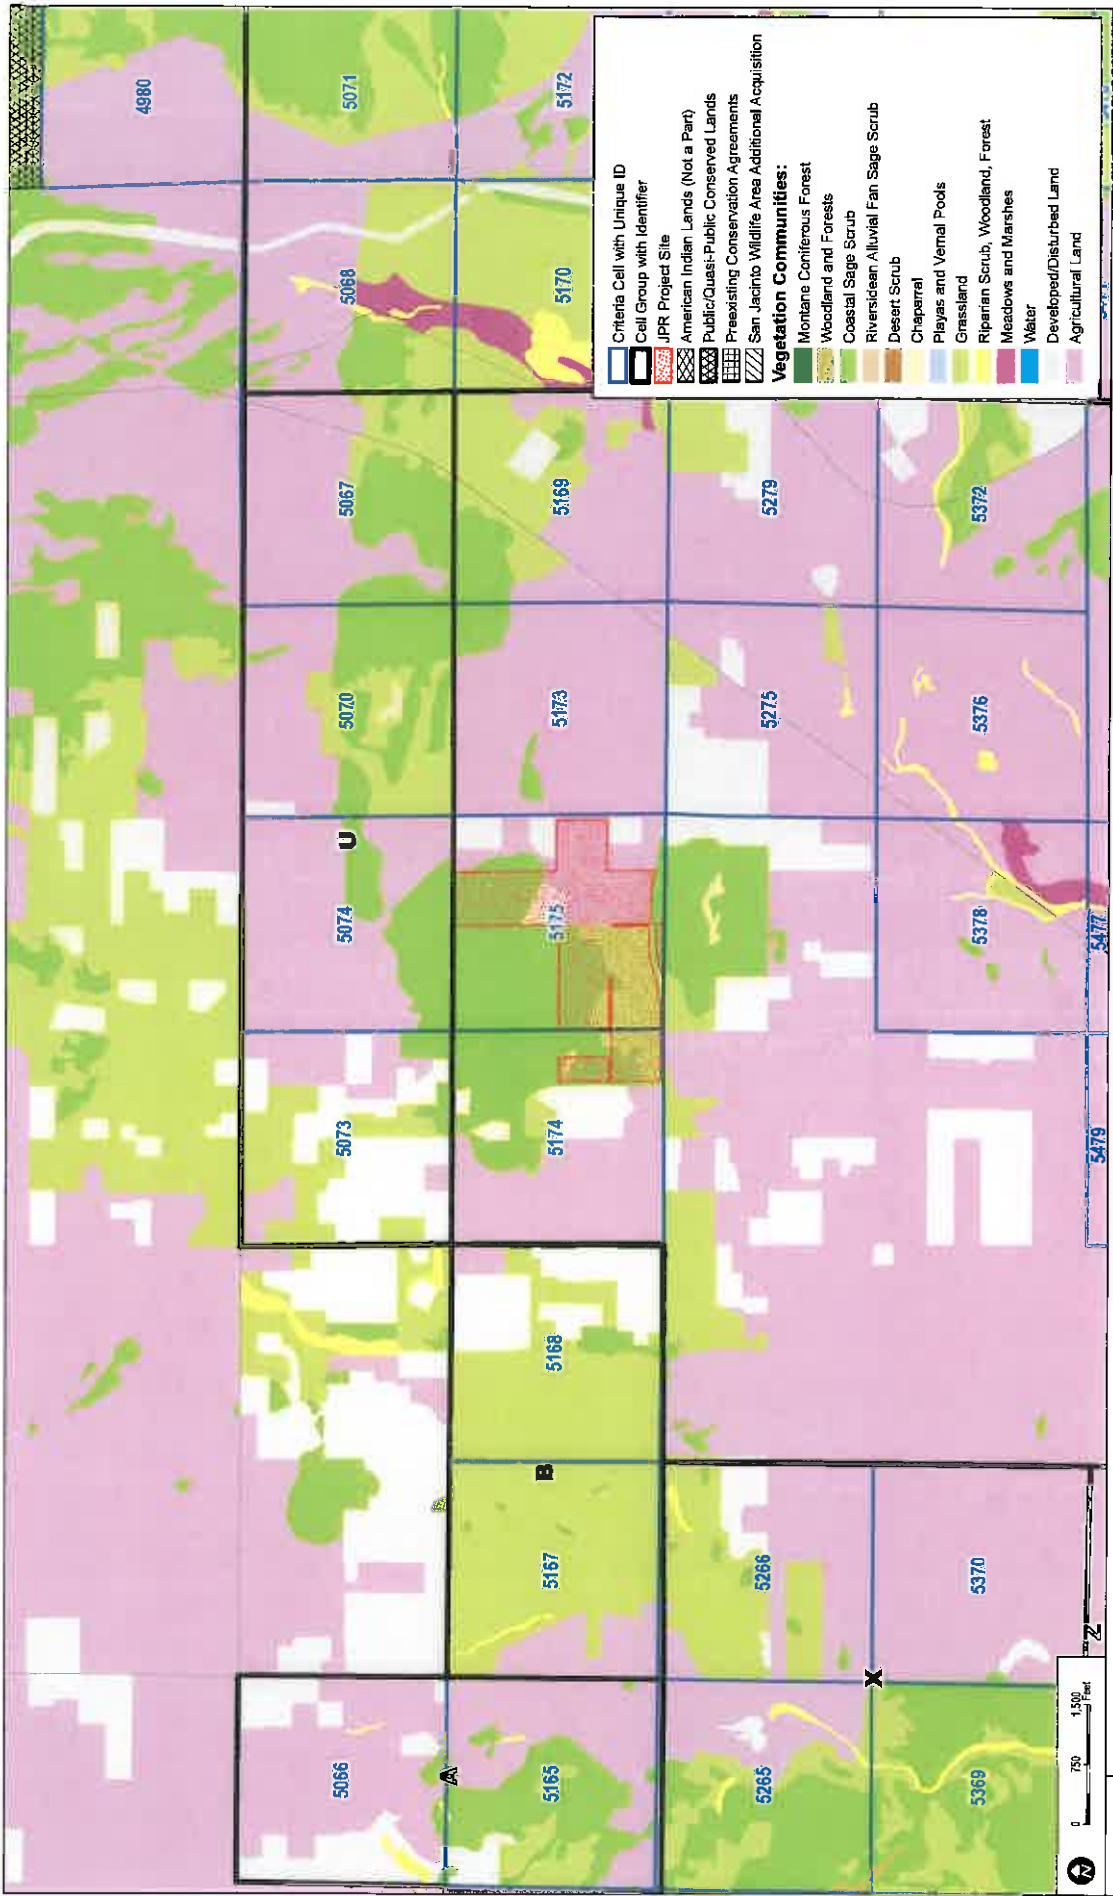 4980
5071
5172
5068
5170
5067
5169
5279
5372
5070
5173
5275
5376
U
5074
5175
5378
5477
5073
5174
5479
5168
B
5167
5266
5370
X
A
5066
5165
5265
5369
Criteria Cell with Unique ID
Cell Group with Identifier
JPR Project Site
American Indian Lands (Not a Part)
Public/Quasi-Public Conserved Lands
Preexisting Conservation Agreements
San Jacinto Wildlife Area Additional Acquisition
Vegetation Communities:
Montane Coniferous Forest
Woodland and Forests
Coastal Sage Scrub
Riversidean Alluvial Fan Sage Scrub
Desert Scrub
Chaparral
Playas and Vernal Pools
Grassland
Riparian Scrub, Woodland, Forest
Meadows and Marshes
Water
Developed/Disturbed Land
Agricultural Land
Z
N
0 750 1,500
Feet